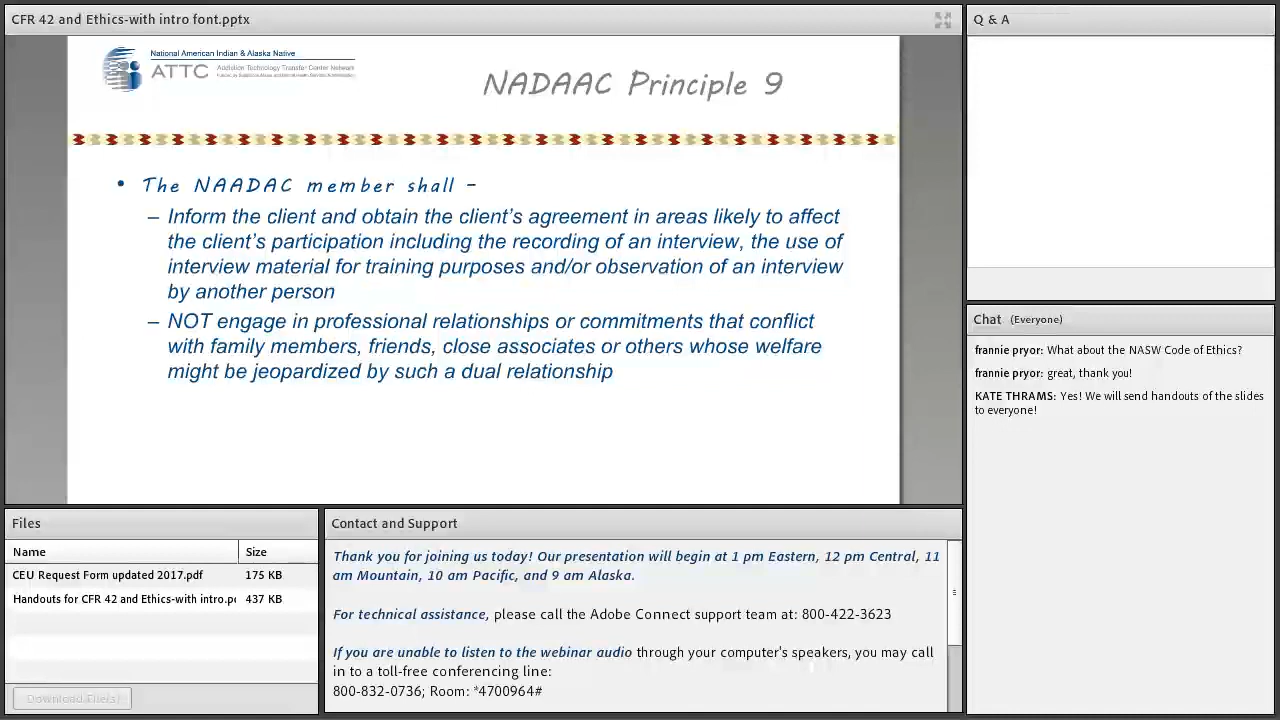 CFR 42 and Ethics-with intro font.pptx
National American Indian & Alaska Native
ATTC
Addiction Technology Transfer Center Network
NADAAC Principle 9
• The NAADAC member shall –
– Inform the client and obtain the client's agreement in areas likely to affect
the client's participation including the recording of an interview, the use of
interview material for training purposes and/or observation of an interview
by another person
– NOT engage in professional relationships or commitments that conflict
with family members, friends, close associates or others whose welfare
might be jeopardized by such a dual relationship
Q & A
Chat (Everyone)
frannie pryor: What about the NASW Code of Ethics?
frannie pryor: great, thank you!
KATE THRAMS: Yes! We will send handouts of the slides
to everyone!
Files
Name Size
CEU Request Form updated 2017.pdf 175 KB
Handouts for CFR 42 and Ethics-with intro.p 437 KB
Download File(s)
Contact and Support
Thank you for joining us today! Our presentation will begin at 1 pm Eastern, 12 pm Central, 11
am Mountain, 10 am Pacific, and 9 am Alaska.
For technical assistance, please call the Adobe Connect support team at: 800-422-3623
If you are unable to listen to the webinar audio through your computer's speakers, you may call
in to a toll-free conferencing line:
800-832-0736; Room: *4700964#